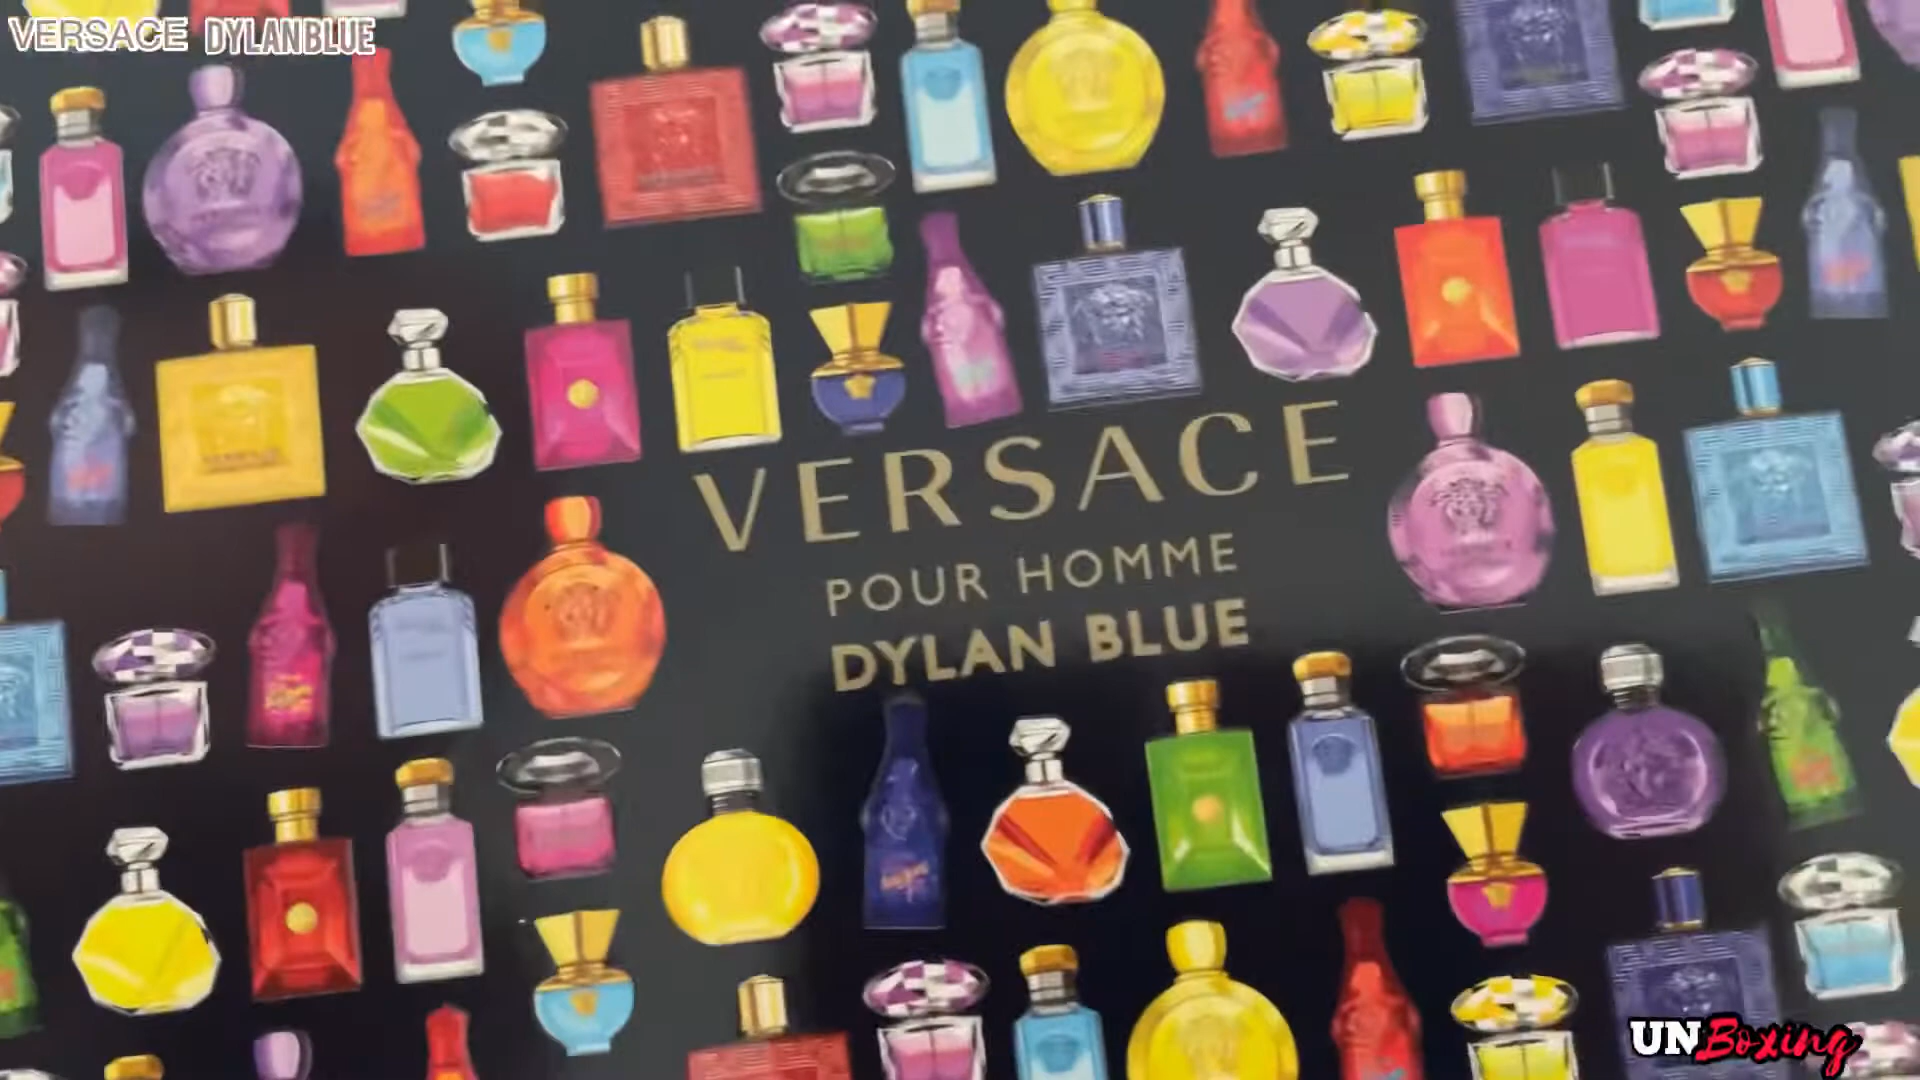 VERSACE DYLANBLUE
VERSACE
POUR HOMME
DYLAN BLUE
UNBoxing